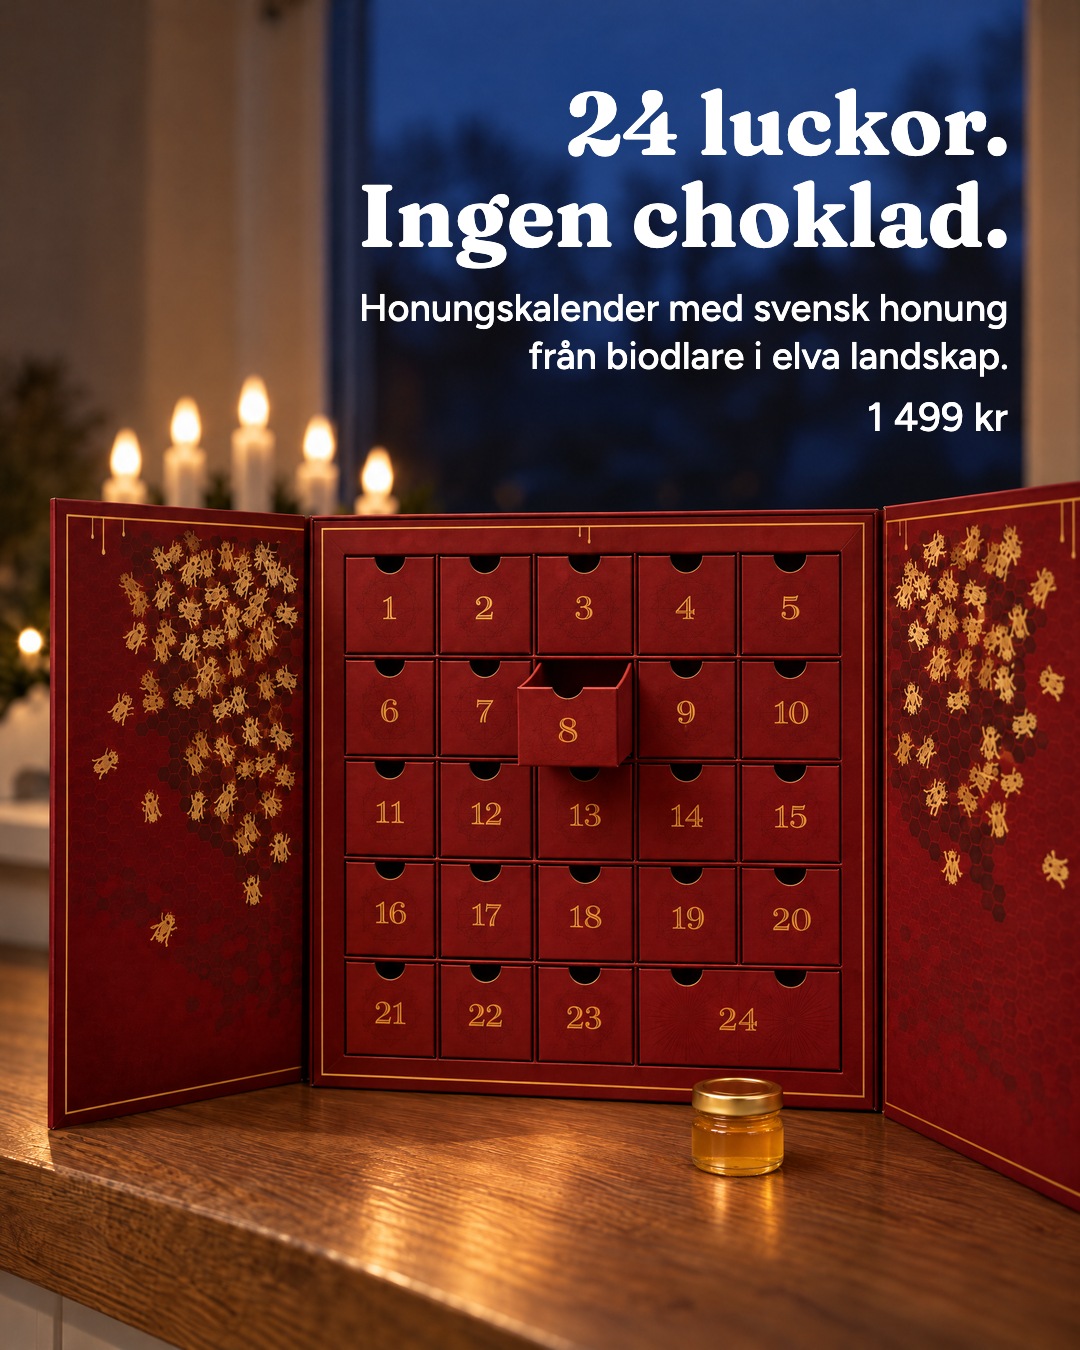 24 luckor.
Ingen choklad.
Honungskalender med svensk honung
från biodlare i elva landskap.
1 499 kr
1 2 3 4 5
6 7 8 9 10
11 12 13 14 15
16 17 18 19 20
21 22 23 24